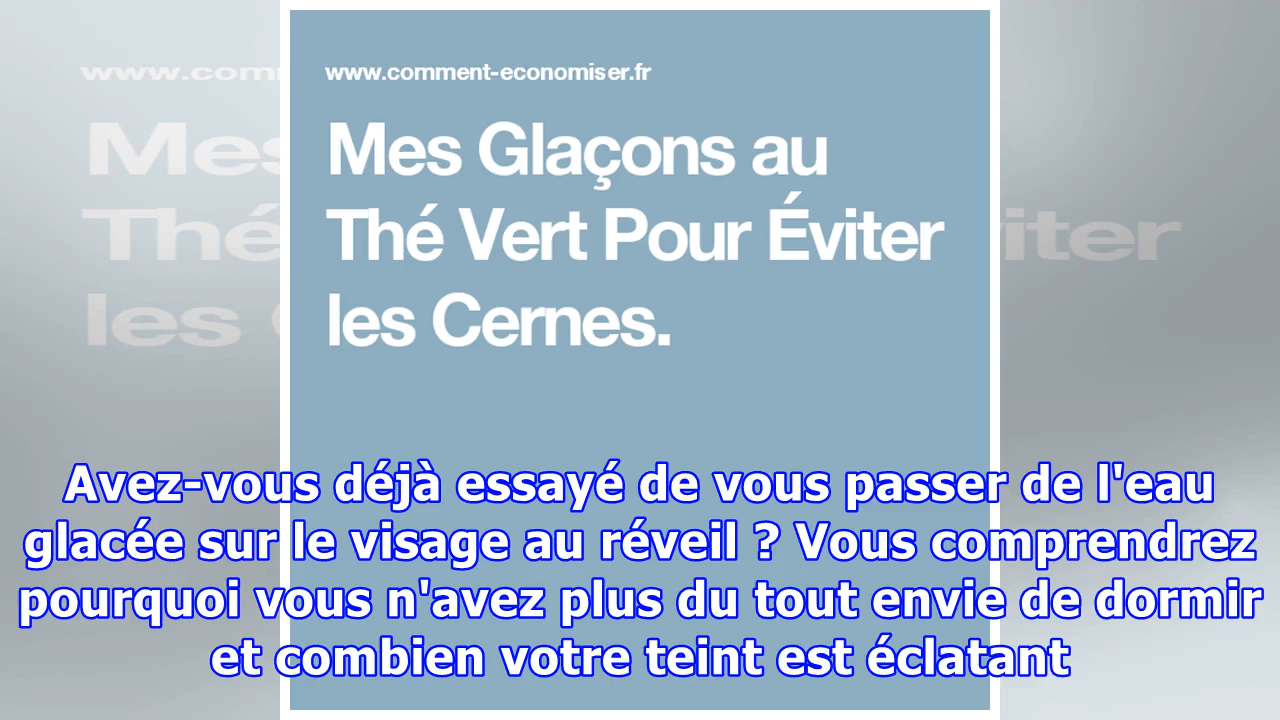 www.comment-economiser.fr
Mes Glaçons au
Thé Vert Pour Éviter
les Cernes.
Avez-vous déjà essayé de vous passer de l'eau
glacée sur le visage au réveil ? Vous comprendrez
pourquoi vous n'avez plus du tout envie de dormir
et combien votre teint est éclatant